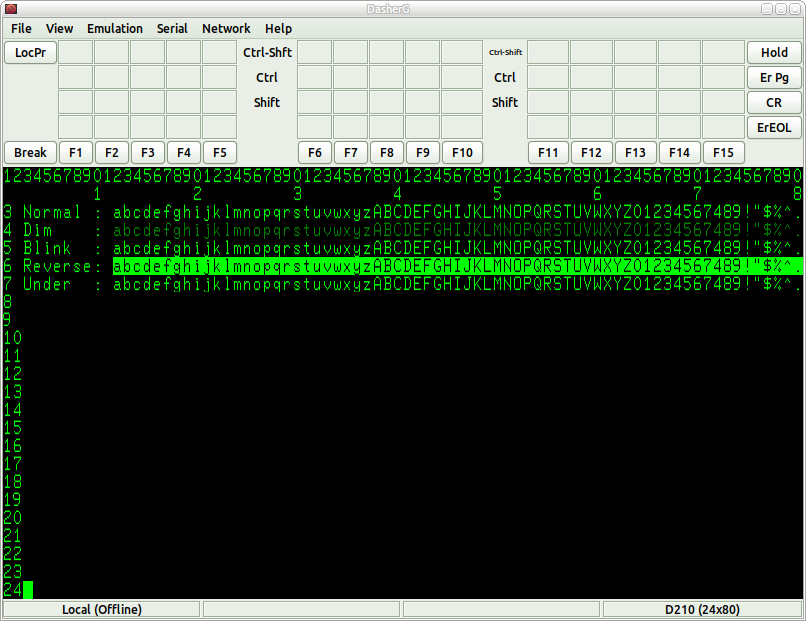 DasherG
File View Emulation Serial Network Help
LocPr Ctrl-Shft Ctrl-Shift Hold
Ctrl Ctrl Er Pg
Shift Shift CR
ErEOL
Break F1 F2 F3 F4 F5 F6 F7 F8 F9 F10 F11 F12 F13 F14 F15
12345678901234567890123456789012345678901234567890123456789012345678901234567890
1 2 3 4 5 6 7 8
3 Normal : abcdefghijklmnopqrstuvwxyzABCDEFGHIJKLMNOPQRSTUVWXYZ01234567489!"$%^.
4 Dim : abcdefghijklmnopqrstuvwxyzABCDEFGHIJKLMNOPQRSTUVWXYZ01234567489!"$%^.
5 Blink : abcdefghijklmnopqrstuvwxyzABCDEFGHIJKLMNOPQRSTUVWXYZ01234567489!"$%^.
6 Reverse: abcdefghijklmnopqrstuvwxyzABCDEFGHIJKLMNOPQRSTUVWXYZ01234567489!"$%^.
7 Under : abcdefghijklmnopqrstuvwxyzABCDEFGHIJKLMNOPQRSTUVWXYZ01234567489!"$%^.
8
9
10
11
12
13
14
15
16
17
18
19
20
21
22
23
24
Local (Offline) D210 (24x80)